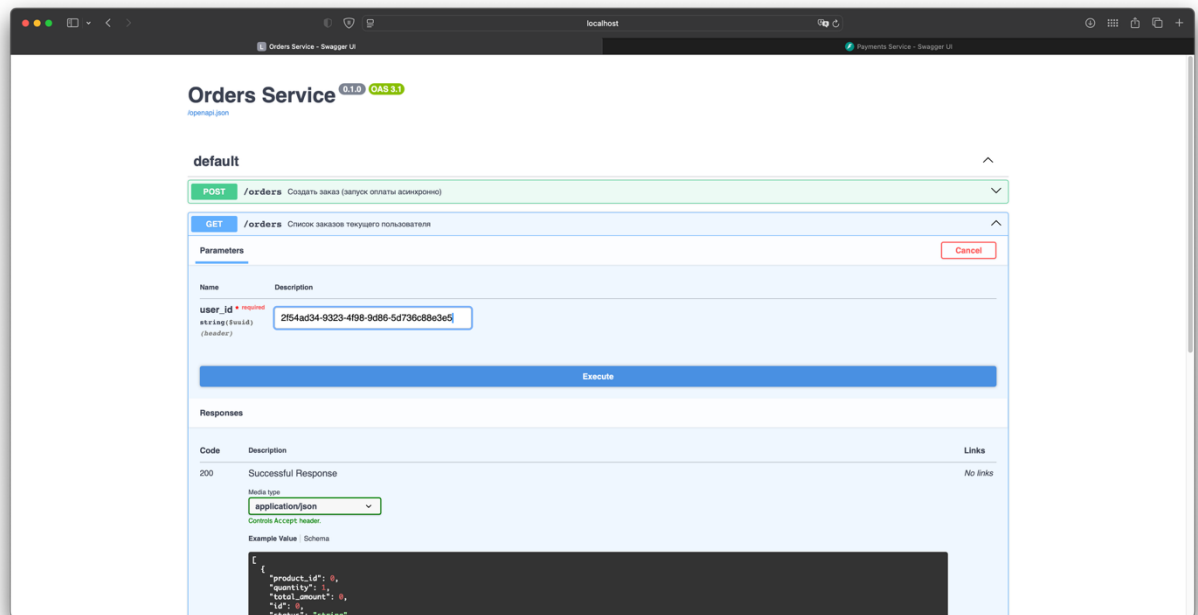 localhost
Orders Service - Swagger UI
Payments Service - Swagger UI
Orders Service 0.1.0 OAS 3.1
/openapi.json
default
POST /orders Создать заказ (запуск оплаты асинхронно)
GET /orders Список заказов текущего пользователя
Parameters
Cancel
Name Description
user_id * required
string($uuid)
(header)
2f54ad34-9323-4f98-9d86-5d736c88e3e5
Execute
Responses
Code Description Links
200 Successful Response No links
Media type
application/json
Controls Accept header.
Example Value Schema
[
{
"product_id": 0,
"quantity": 1,
"total_amount": 0,
"id": 0,
"status": "string"